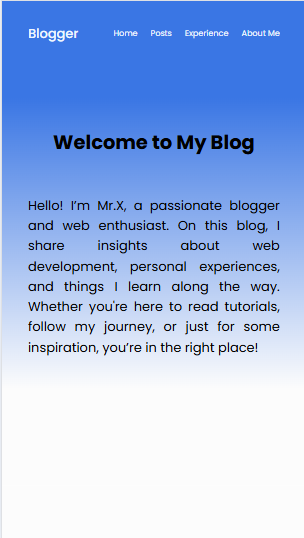 Blogger Home Posts Experience About Me
Welcome to My Blog
Hello! I’m Mr.X, a passionate blogger
and web enthusiast. On this blog, I
share insights about web
development, personal experiences,
and things I learn along the way.
Whether you're here to read tutorials,
follow my journey, or just for some
inspiration, you’re in the right place!